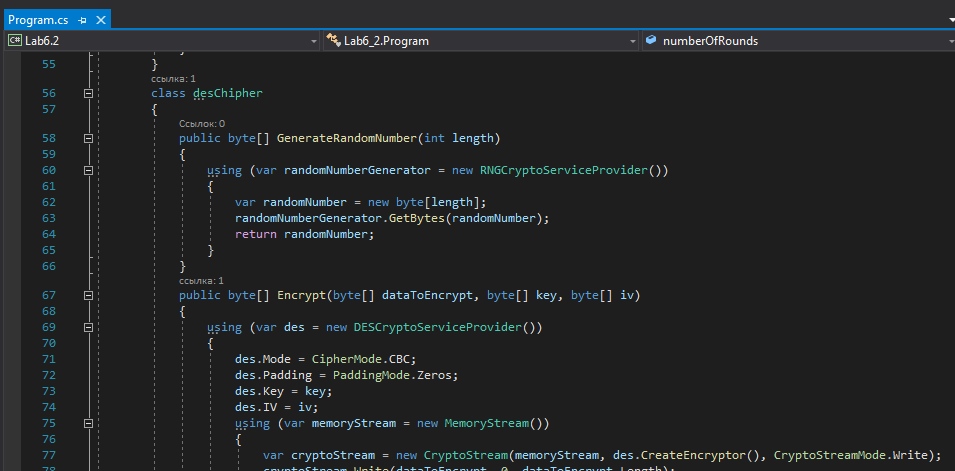 Program.cs
C# Lab6.2 Lab6_2.Program numberOfRounds
55 }
ссылка: 1
56 class desChipher
57 {
Ссылок: 0
58 public byte[] GenerateRandomNumber(int length)
59 {
60 using (var randomNumberGenerator = new RNGCryptoServiceProvider())
61 {
62 var randomNumber = new byte[length];
63 randomNumberGenerator.GetBytes(randomNumber);
64 return randomNumber;
65 }
66 }
ссылка: 1
67 public byte[] Encrypt(byte[] dataToEncrypt, byte[] key, byte[] iv)
68 {
69 using (var des = new DESCryptoServiceProvider())
70 {
71 des.Mode = CipherMode.CBC;
72 des.Padding = PaddingMode.Zeros;
73 des.Key = key;
74 des.IV = iv;
75 using (var memoryStream = new MemoryStream())
76 {
77 var cryptoStream = new CryptoStream(memoryStream, des.CreateEncryptor(), CryptoStreamMode.Write);
78 cryptoStream.Write(dataToEncrypt, 0, dataToEncrypt.Length);